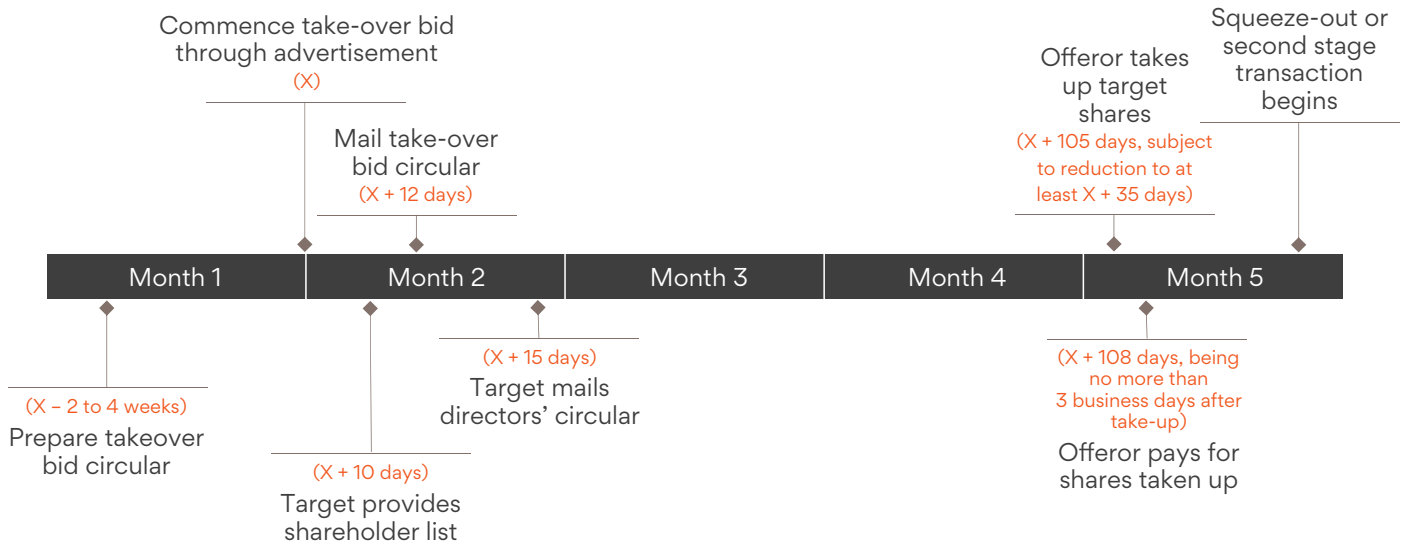 Commence take-over bid
through advertisement
(X)
Mail take-over
bid circular
(X + 12 days)
Offeror takes
up target
shares
(X + 105 days, subject
to reduction to at
least X + 35 days)
Squeeze-out or
second stage
transaction
begins
Month 1
Month 2
Month 3
Month 4
Month 5
(X – 2 to 4 weeks)
Prepare takeover
bid circular
(X + 10 days)
Target provides
shareholder list
(X + 15 days)
Target mails
directors’ circular
(X + 108 days, being
no more than
3 business days after
take-up)
Offeror pays for
shares taken up